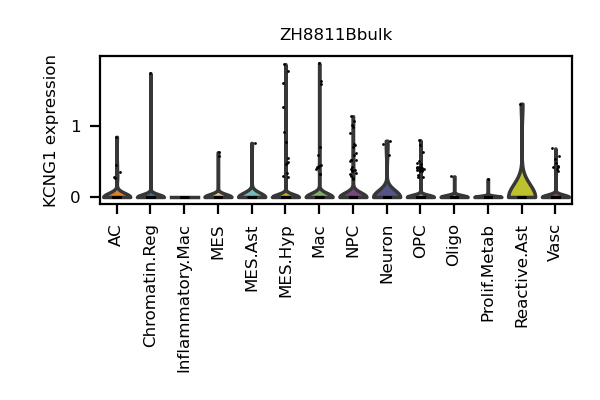 ZH8811Bbulk
KCNG1 expression
1
0
AC
Chromatin.Reg
Inflammatory.Mac
MES
MES.Ast
MES.Hyp
Mac
NPC
Neuron
OPC
Oligo
Prolif.Metab
Reactive.Ast
Vasc